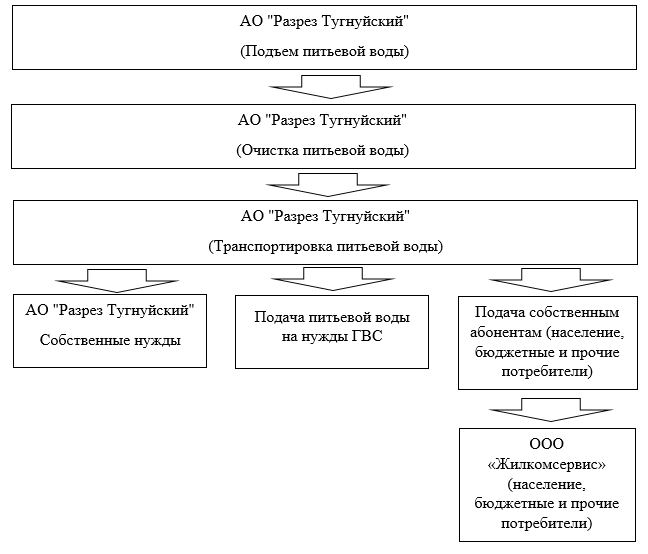 АО "Разрез Тугнуйский"
(Подъем питьевой воды)
АО "Разрез Тугнуйский"
(Очистка питьевой воды)
АО "Разрез Тугнуйский"
(Транспортировка питьевой воды)
АО "Разрез Тугнуйский"
Собственные нужды
Подача питьевой воды
на нужды ГВС
Подача собственным
абонентам (население,
бюджетные и прочие
потребители)
ООО
«Жилкомсервис»
(население,
бюджетные и прочие
потребители)